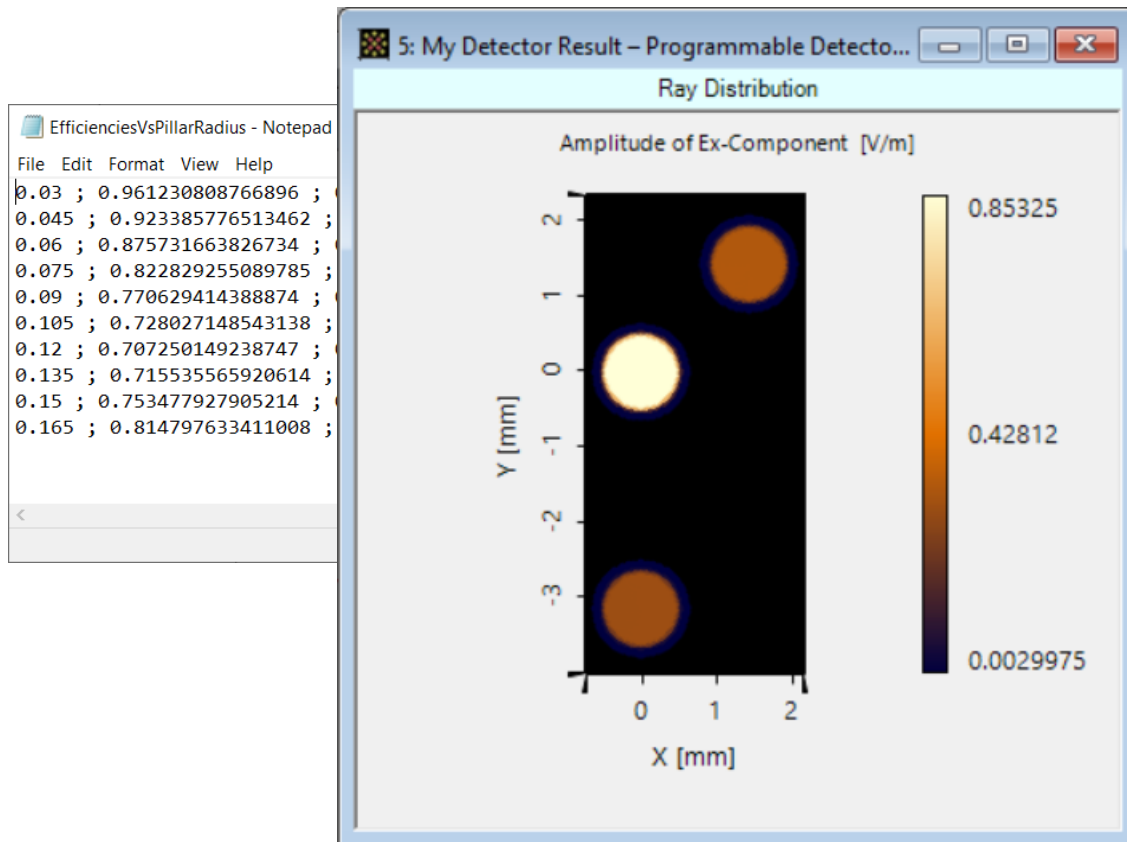 EfficienciesVsPillarRadius - Notepad
File Edit Format View Help
0.03 ; 0.961230808766896 ;
0.045 ; 0.923385776513462 ;
0.06 ; 0.875731663826734 ;
0.075 ; 0.822829255089785 ;
0.09 ; 0.770629414388874 ;
0.105 ; 0.728027148543138 ;
0.12 ; 0.707250149238747 ;
0.135 ; 0.715535565920614 ;
0.15 ; 0.753477927905214 ;
0.165 ; 0.814797633411008 ;
5: My Detector Result – Programmable Detecto...
Ray Distribution
Amplitude of Ex-Component [V/m]
2
1
0
-1
-2
-3
Y [mm]
0 1 2
X [mm]
0.85325
0.42812
0.0029975